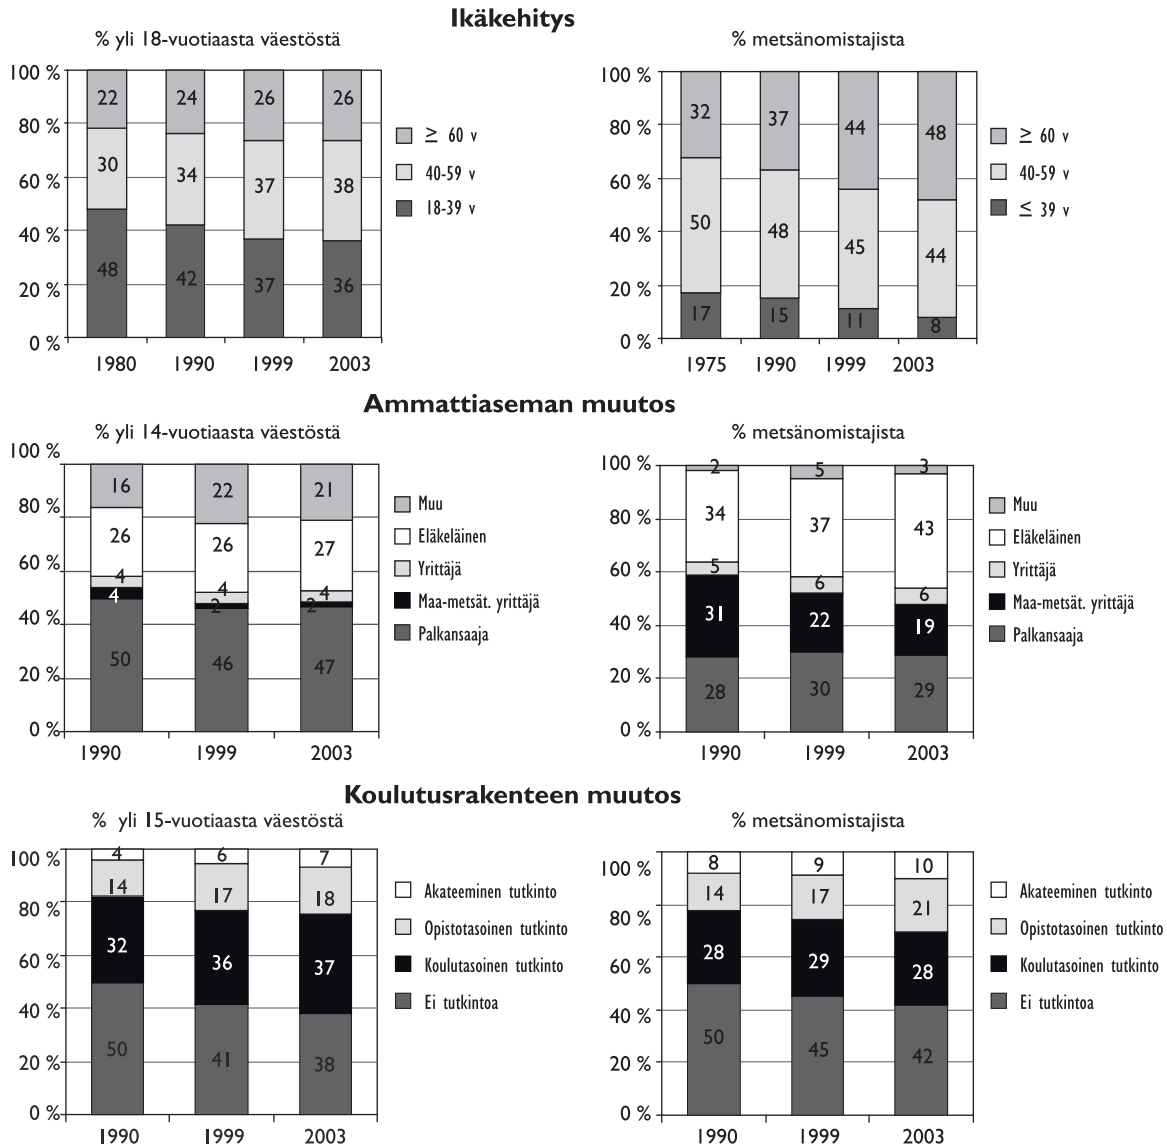 Ikäkehitys
% yli 18-vuotiaasta väestöstä
100 %
80 %
60 %
40 %
20 %
0 %
22 24 26 26
30 34 37 38
48 42 37 36
1980 1990 1999 2003
≥ 60 v
40-59 v
18-39 v
% metsänomistajista
100 %
80 %
60 %
40 %
20 %
0 %
32 37 44 48
50 48 45 44
17 15 11 8
1975 1990 1999 2003
≥ 60 v
40-59 v
≤ 39 v
Ammattiaseman muutos
% yli 14-vuotiaasta väestöstä
100 %
80 %
60 %
40 %
20 %
0 %
16 22 21
26 26 27
4 4 4
4 2 2
50 46 47
1990 1999 2003
Muu
Eläkeläinen
Yrittäjä
Maa-metsät. yrittäjä
Palkansaaja
% metsänomistajista
100 %
80 %
60 %
40 %
20 %
0 %
2 5 3
34 37 43
5 6 6
31 22 19
28 30 29
1990 1999 2003
Muu
Eläkeläinen
Yrittäjä
Maa-metsät. yrittäjä
Palkansaaja
Koulutusrakenteen muutos
% yli 15-vuotiaasta väestöstä
100 %
80 %
60 %
40 %
20 %
0 %
4 6 7
14 17 18
32 36 37
50 41 38
1990 1999 2003
Akateeminen tutkinto
Opistotasoinen tutkinto
Koulutasoinen tutkinto
Ei tutkintoa
% metsänomistajista
100 %
80 %
60 %
40 %
20 %
0 %
8 9 10
14 17 21
28 29 28
50 45 42
1990 1999 2003
Akateeminen tutkinto
Opistotasoinen tutkinto
Koulutasoinen tutkinto
Ei tutkintoa